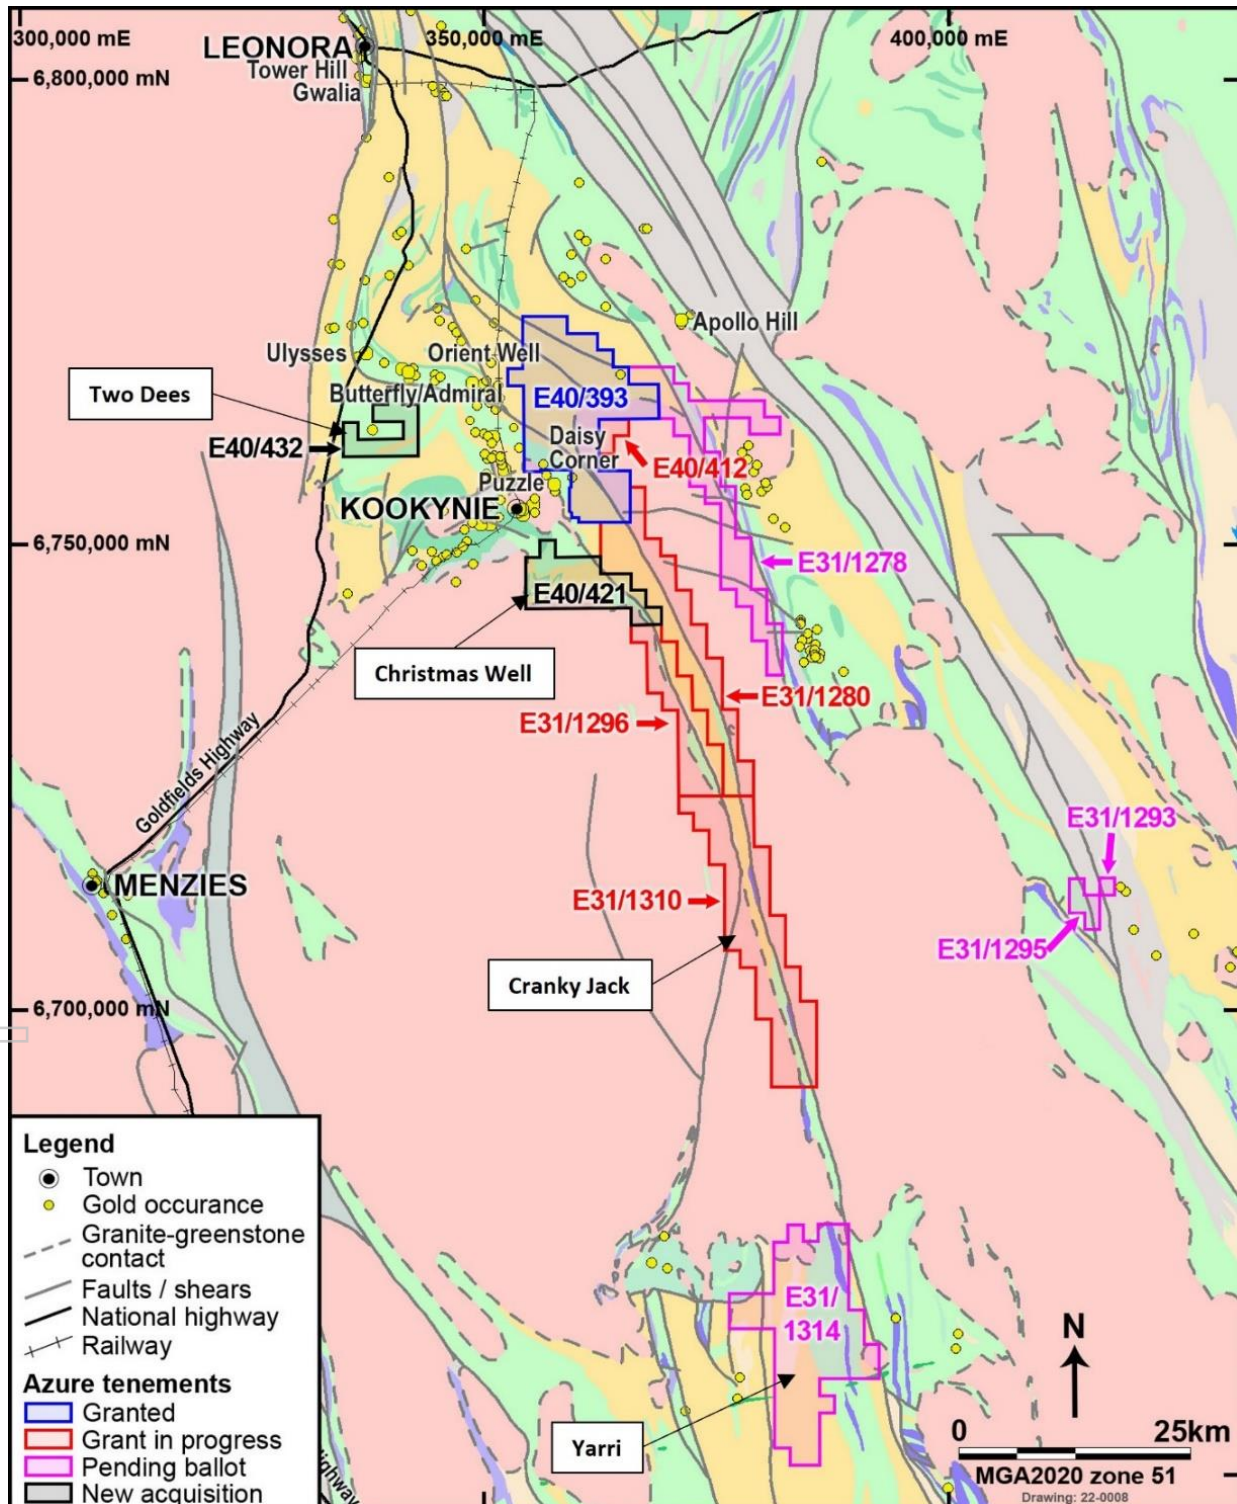 300,000 mE
350,000 mE
400,000 mE
LEONORA
6,800,000 mN
Tower Hill
Gwalia
Apollo Hill
Ulysses
Orient Well
Two Dees
Butterfly/Admiral
E40/393
E40/432
Daisy
Corner
E40/412
Puzzle
KOOKYNIE
6,750,000 mN
E31/1278
E40/421
Christmas Well
E31/1280
E31/1296
Goldfields Highway
E31/1293
MENZIES
E31/1310
E31/1295
Cranky Jack
6,700,000 mN
Legend
Town
Gold occurance
Granite-greenstone
contact
Faults / shears
National highway
Railway
Azure tenements
Granted
Grant in progress
Pending ballot
New acquisition
E31/
1314
Yarri
N
0 25km
MGA2020 zone 51
Drawing: 22-0008